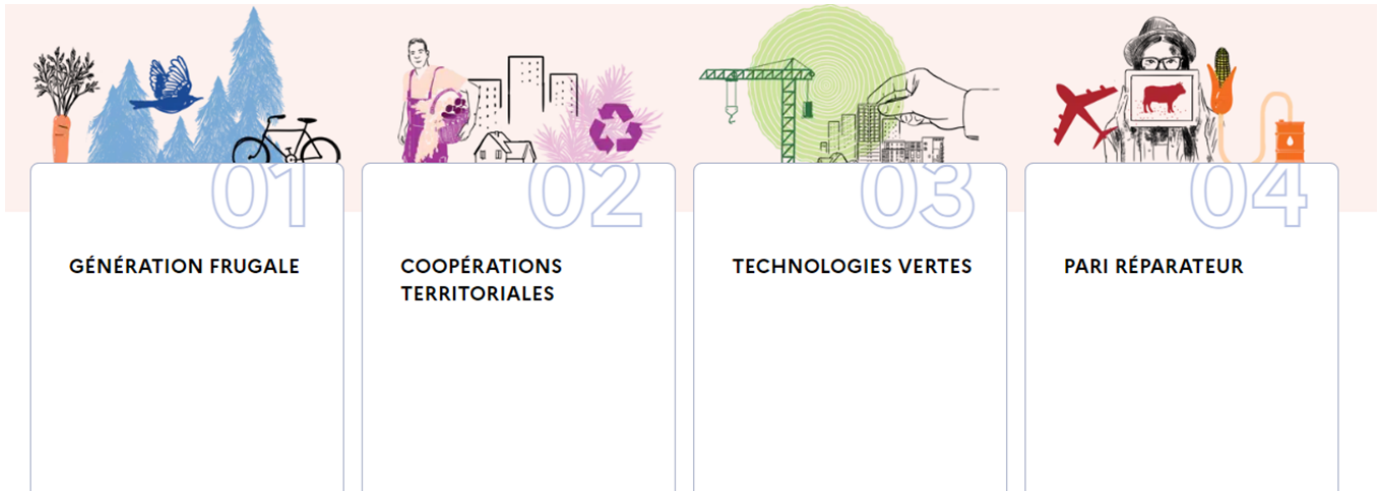 01
GÉNÉRATION FRUGALE
02
COOPÉRATIONS
TERRITORIALES
03
TECHNOLOGIES VERTES
04
PARI RÉPARATEUR